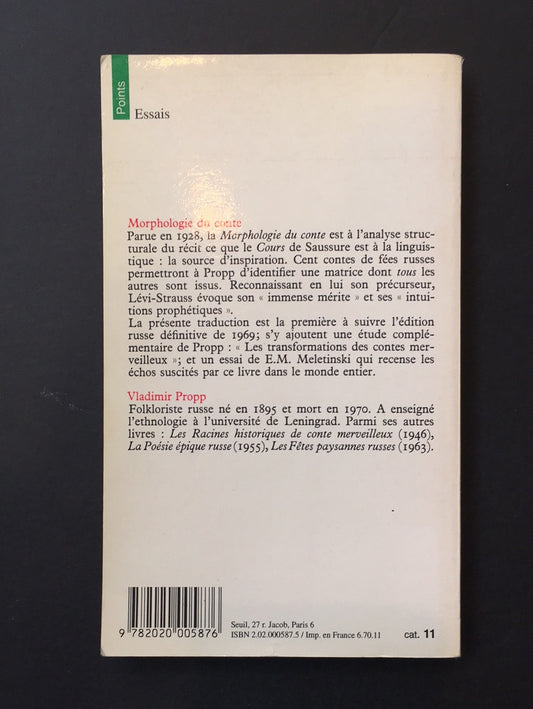 Points
Essais
Morphologie du conte
Parue en 1928, la Morphologie du conte est à l'analyse struc-
turale du récit ce que le Cours de Saussure est à la linguis-
tique : la source d'inspiration. Cent contes de fées russes
permettront à Propp d'identifier une matrice dont tous les
autres sont issus. Reconnaissant en lui son précurseur,
Lévi-Strauss évoque son « immense mérite » et ses « intui-
tions prophétiques ».
La présente traduction est la première à suivre l'édition
russe définitive de 1969; s'y ajoutent une étude complé-
mentaire de Propp : « Les transformations des contes mer-
veilleux »; et un essai de E.M. Meletinski qui recense les
échos suscités par ce livre dans le monde entier.
Vladimir Propp
Folkloriste russe né en 1895 et mort en 1970. A enseigné
l'ethnologie à l'université de Leningrad. Parmi ses autres
livres : Les Racines historiques de conte merveilleux (1946),
La Poésie épique russe (1955), Les Fêtes paysannes russes (1963).
9 782020 005876
Seuil, 27 r. Jacob, Paris 6
ISBN 2.02.000587.5 / Imp. en France 6.70.11
cat. 11